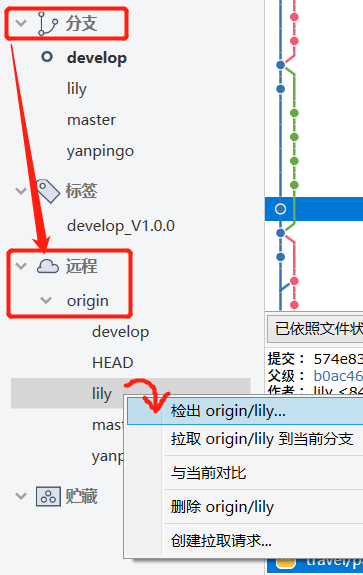 分支
develop
lily
master
yanpingo
标签
develop_V1.0.0
远程
origin
develop
HEAD
lily
检出 origin/lily...
拉取 origin/lily 到当前分支
与当前对比
删除 origin/lily
创建拉取请求...
mas
yanp
贮藏
已依照文件状
提交： 574e83
父级： b0ac46
作者： lily <84
travel/p